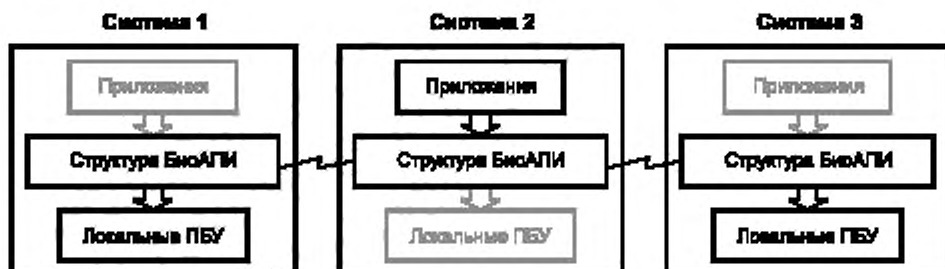 Система 1 Система 2 Система 3
Приложения Приложения Приложения
Структура БиоАПИ Структура БиоАПИ Структура БиоАПИ
Локальные ПБУ Локальные ПБУ Локальные ПБУ